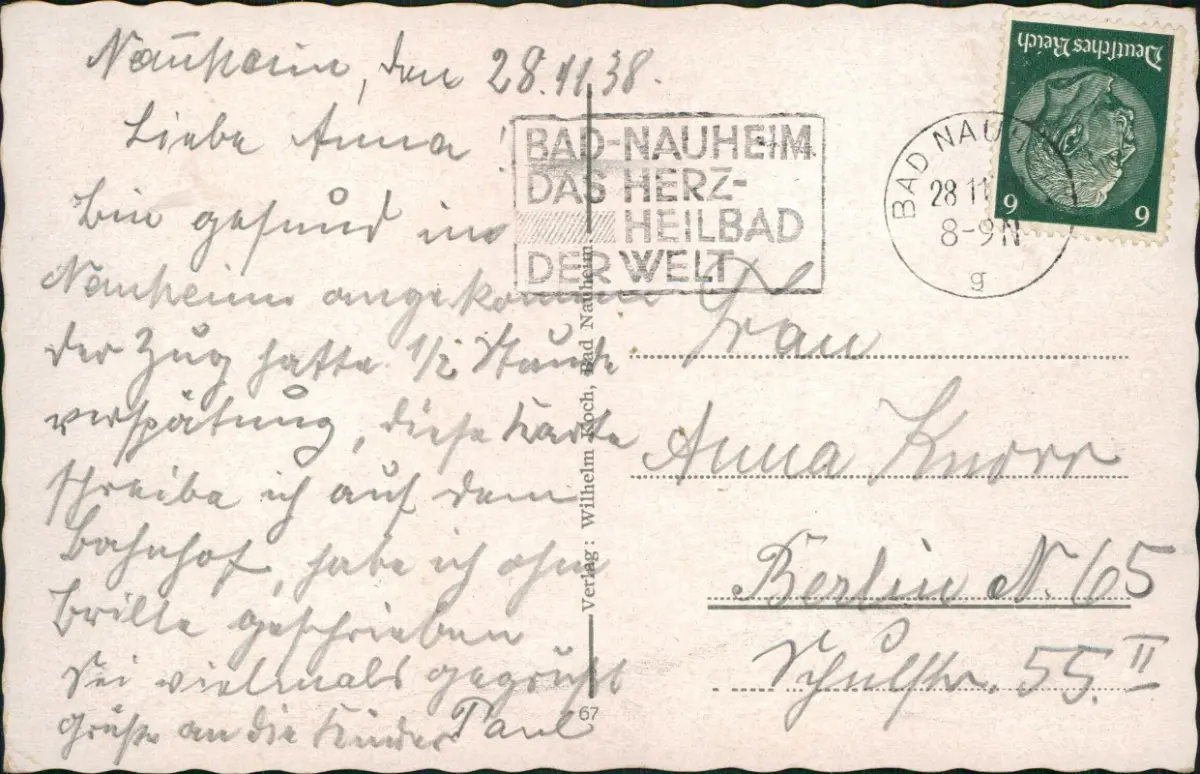 Nauheim, den 28.11.38.
Liebe Anna!
Bin gesund in
Nauheim angekommen
der Zug hatte 1/2 Stunde
verspätung, diese Karte
schreibe ich auf dem
Bahnhof, habe ich ohne
Brille geschrieben
Sei vielmals gegrüßt
Grüße an die Kinder Paul
BAD-NAUHEIM
DAS HERZ-
HEILBAD
DER WELT
BAD NAUHEIM
28 11
8-9 N
g
Deutsches Reich
6 6
Verlag: Wilhelm Koch, Bad Nauheim.
67
Frau
Anna Knorr
Berlin N. 65
Schulstr. 55. II